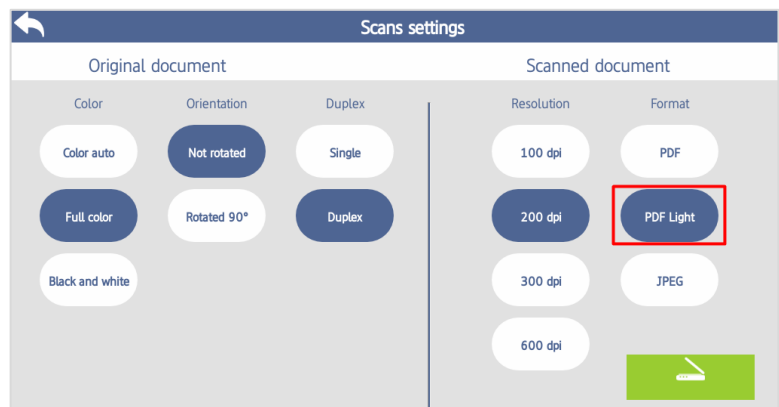 Scans settings
Original document
Scanned document
Color
Orientation
Duplex
Resolution
Format
Color auto
Not rotated
Single
100 dpi
PDF
Full color
Rotated 90°
Duplex
200 dpi
PDF Light
Black and white
300 dpi
JPEG
600 dpi